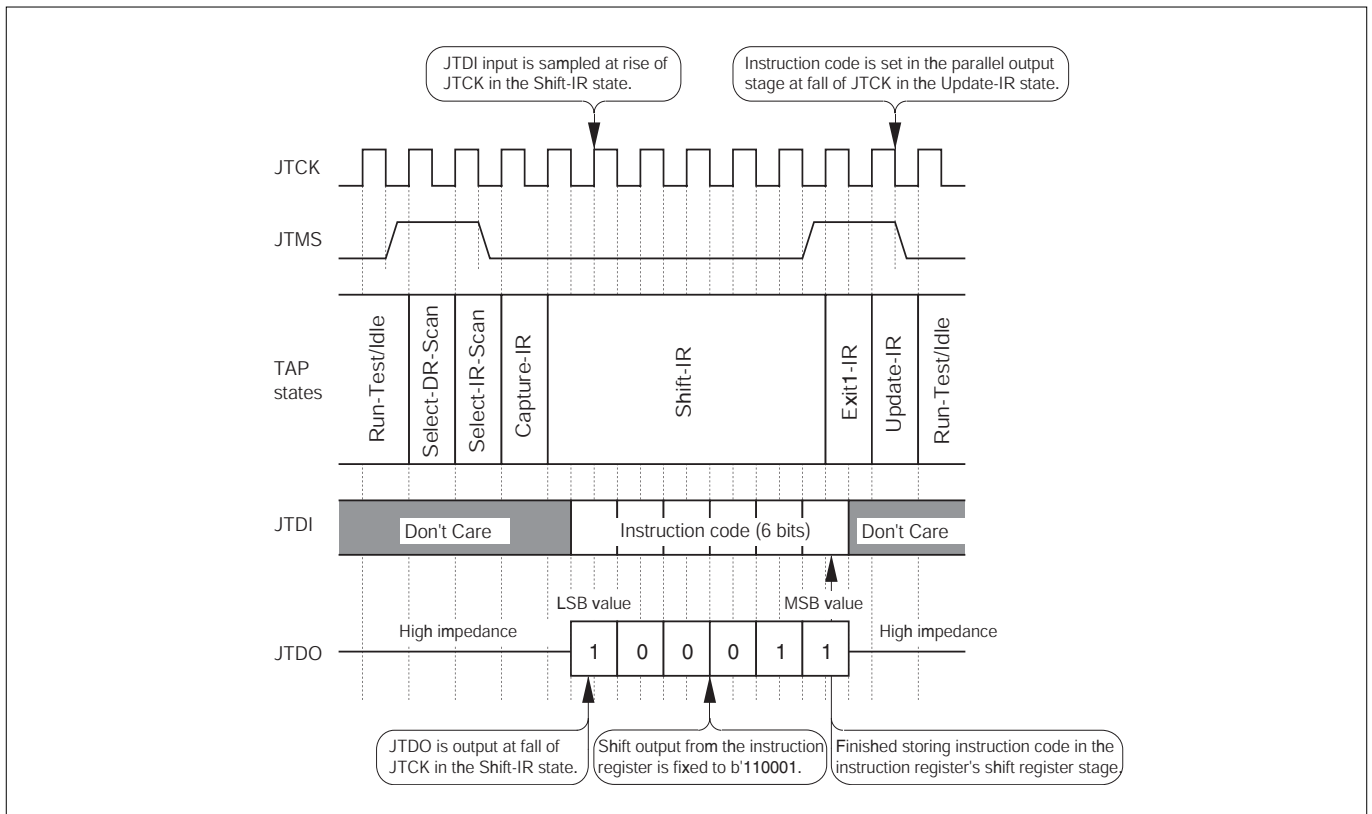 JTDI input is sampled at rise of
JTCK in the Shift-IR state.
Instruction code is set in the parallel output
stage at fall of JTCK in the Update-IR state.
JTCK
JTMS
TAP
states
Run-Test/Idle
Select-DR-Scan
Select-IR-Scan
Capture-IR
Shift-IR
Exit1-IR
Update-IR
Run-Test/Idle
JTDI
Don't Care
Instruction code (6 bits)
Don't Care
LSB value
MSB value
JTDO
High impedance
1 0 0 0 1 1
High impedance
JTDO is output at fall of
JTCK in the Shift-IR state.
Shift output from the instruction
register is fixed to b'110001.
Finished storing instruction code in the
instruction register's shift register stage.